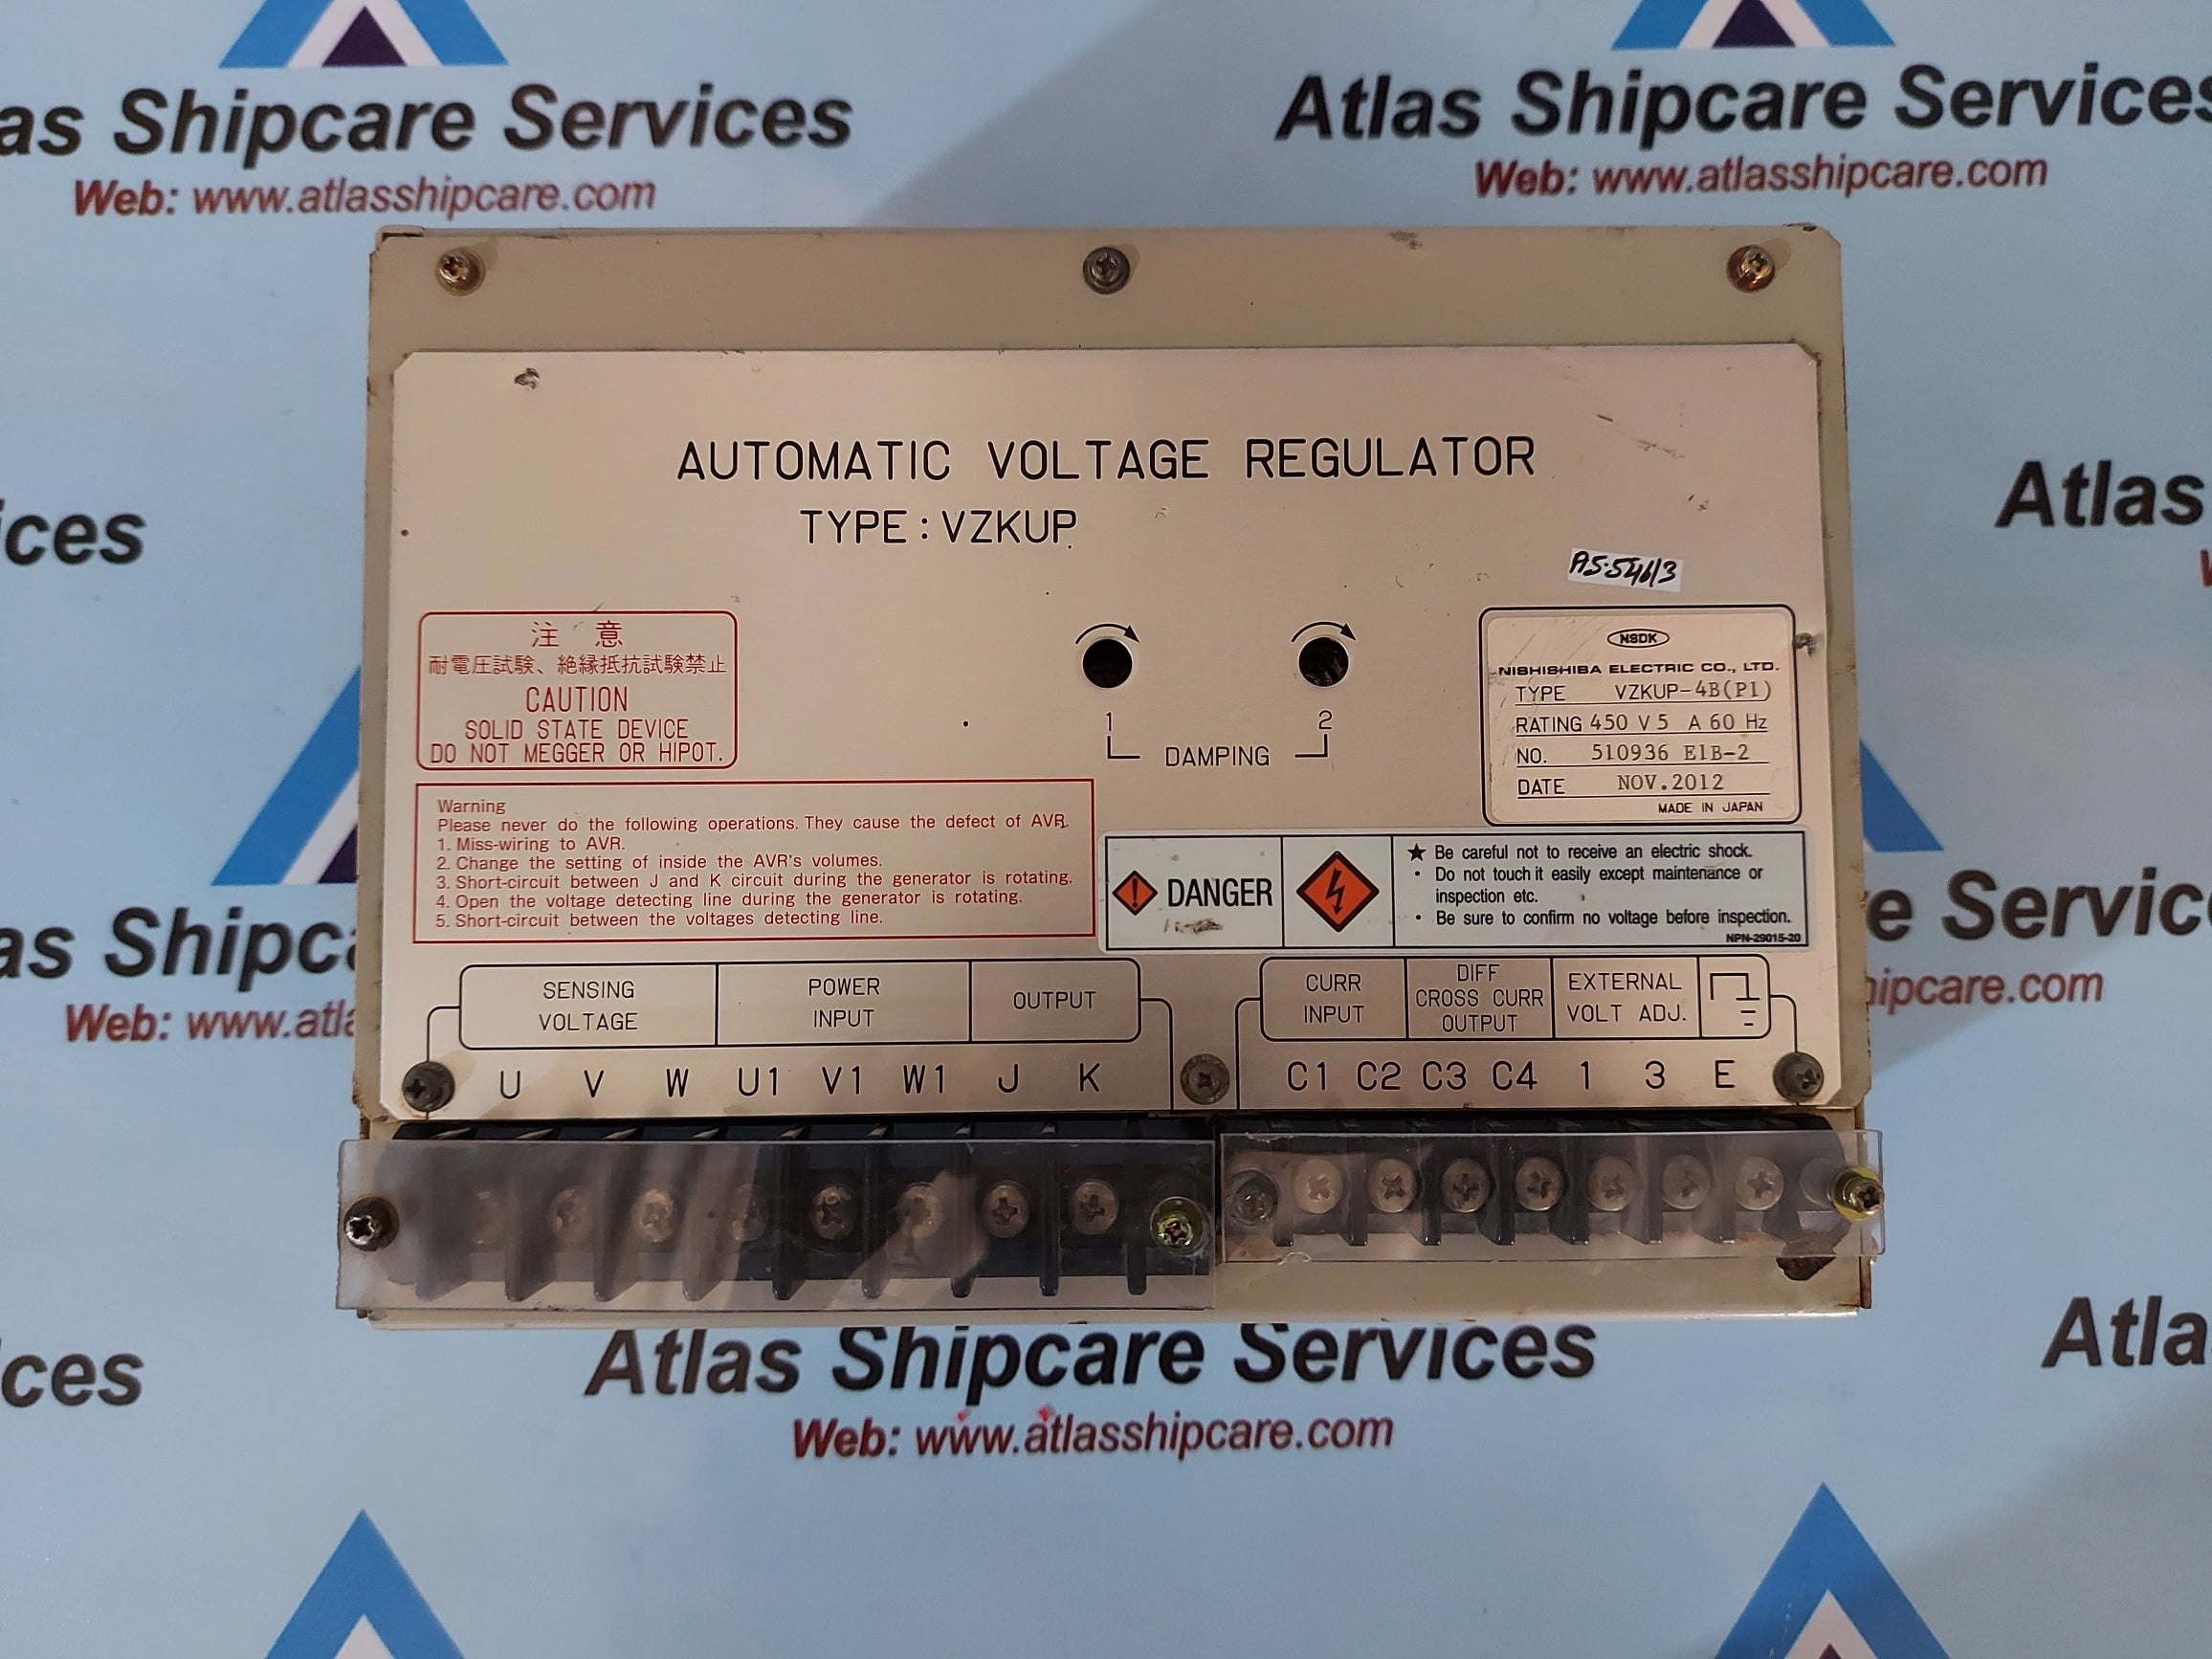 as Shipcare Services
Web: www.atlasshipcare.com
Atlas Shipcare Services
Web: www.atlasshipcare.com
AUTOMATIC VOLTAGE REGULATOR
TYPE : VZKUP
ces
Atlas
AS-54613
注 意
耐電圧試験、絶縁抵抗試験禁止
CAUTION
SOLID STATE DEVICE
DO NOT MEGGER OR HIPOT.
1 2
DAMPING
NSDK
NISHISHIBA ELECTRIC CO., LTD.
TYPE VZKUP-4B(P1)
RATING 450 V 5 A 60 Hz
NO. 510936 E1B-2
DATE NOV.2012
MADE IN JAPAN
Warning
Please never do the following operations. They cause the defect of AVR.
1. Miss-wiring to AVR.
2. Change the setting of inside the AVR's volumes.
3. Short-circuit between J and K circuit during the generator is rotating.
4. Open the voltage detecting line during the generator is rotating.
5. Short-circuit between the voltages detecting line.
DANGER
★ Be careful not to receive an electric shock.
・ Do not touch it easily except maintenance or
inspection etc.
・ Be sure to confirm no voltage before inspection.
NPN-29015-20
as Shipca
Web: www.atla
e Servic
hipcare.com
SENSING
VOLTAGE
POWER
INPUT
OUTPUT
CURR
INPUT
DIFF
CROSS CURR
OUTPUT
EXTERNAL
VOLT ADJ.
U V W U1 V1 W1 J K
C1 C2 C3 C4 1 3 E
ces
Atlas Shipcare Services
Web: www.atlasshipcare.com
Atla